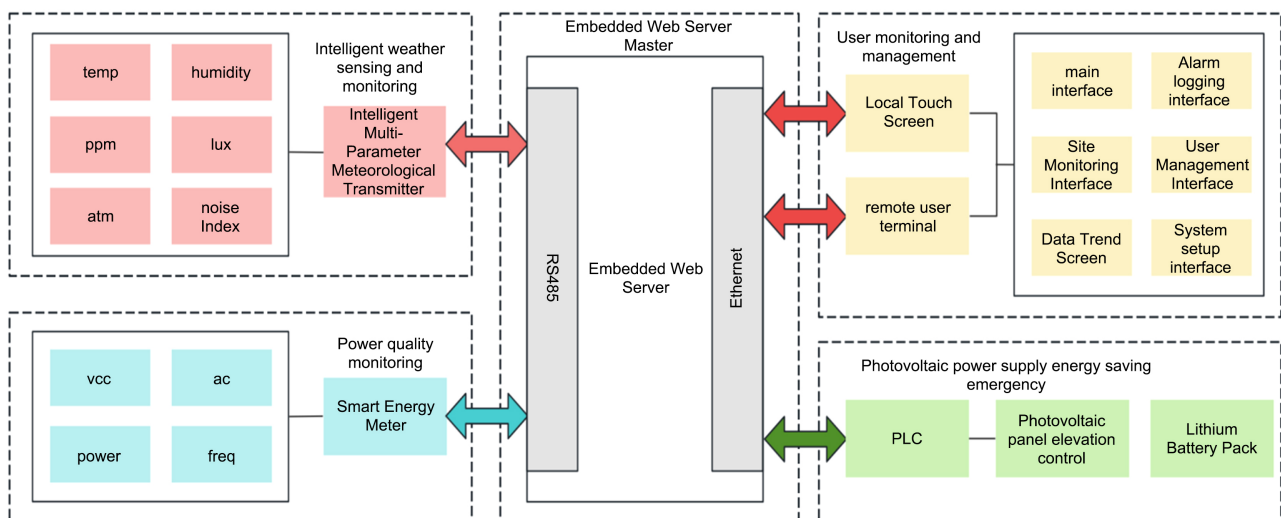 temp
humidity
ppm
lux
atm
noise
Index
Intelligent weather
sensing and
monitoring
Intelligent
Multi-
Parameter
Meteorological
Transmitter
vcc
ac
power
freq
Power quality
monitoring
Smart Energy
Meter
Embedded Web Server
Master
RS485
Embedded Web
Server
Ethernet
User monitoring and
management
Local Touch
Screen
remote user
terminal
main
interface
Alarm
logging
interface
Site
Monitoring
Interface
User
Management
Interface
Data Trend
Screen
System
setup
interface
Photovoltaic power supply energy saving
emergency
PLC
Photovoltaic
panel elevation
control
Lithium
Battery Pack